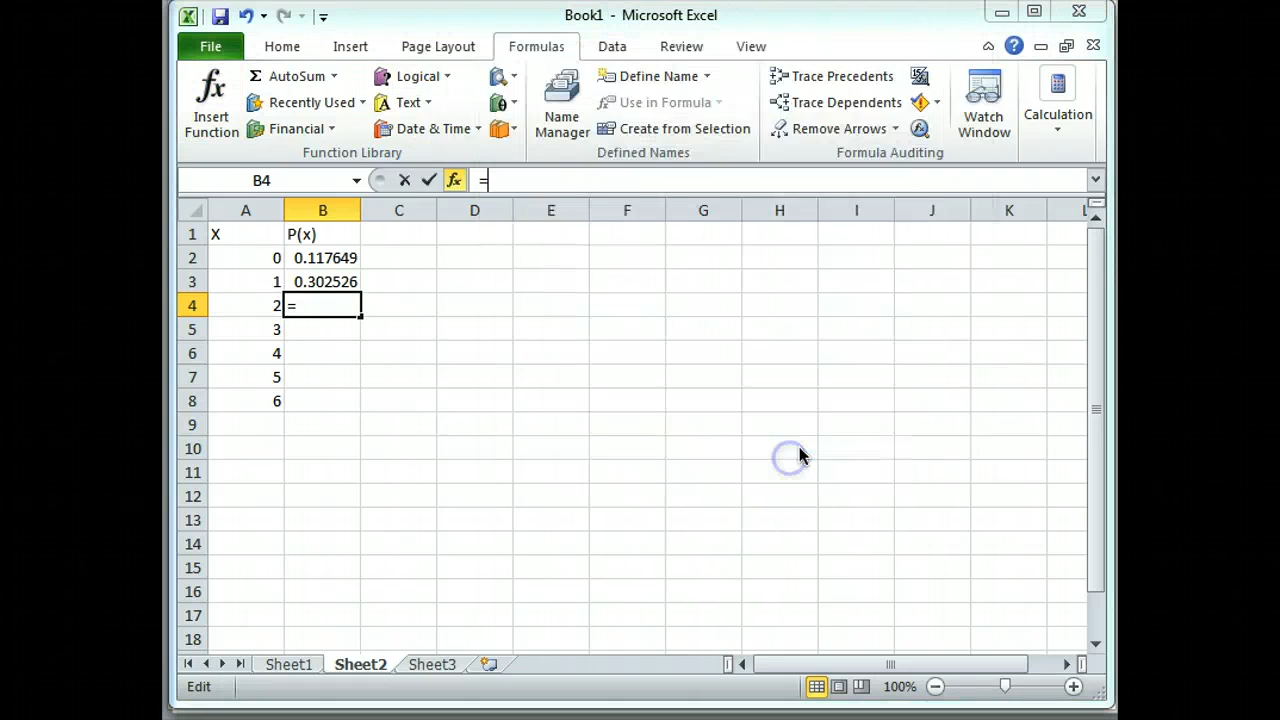 Book1 - Microsoft Excel
File Home Insert Page Layout Formulas Data Review View
fx Insert Function
Σ AutoSum
Recently Used
Financial
Logical
Text
Date & Time
Function Library
Name Manager
Define Name
Use in Formula
Create from Selection
Defined Names
Trace Precedents
Trace Dependents
Remove Arrows
Formula Auditing
Watch Window
Calculation
B4 fx =
A B C D E F G H I J K L
1 X P(x)
2 0 0.117649
3 1 0.302526
4 2 =
5 3
6 4
7 5
8 6
9
10
11
12
13
14
15
16
17
18
Sheet1 Sheet2 Sheet3
Edit 100%